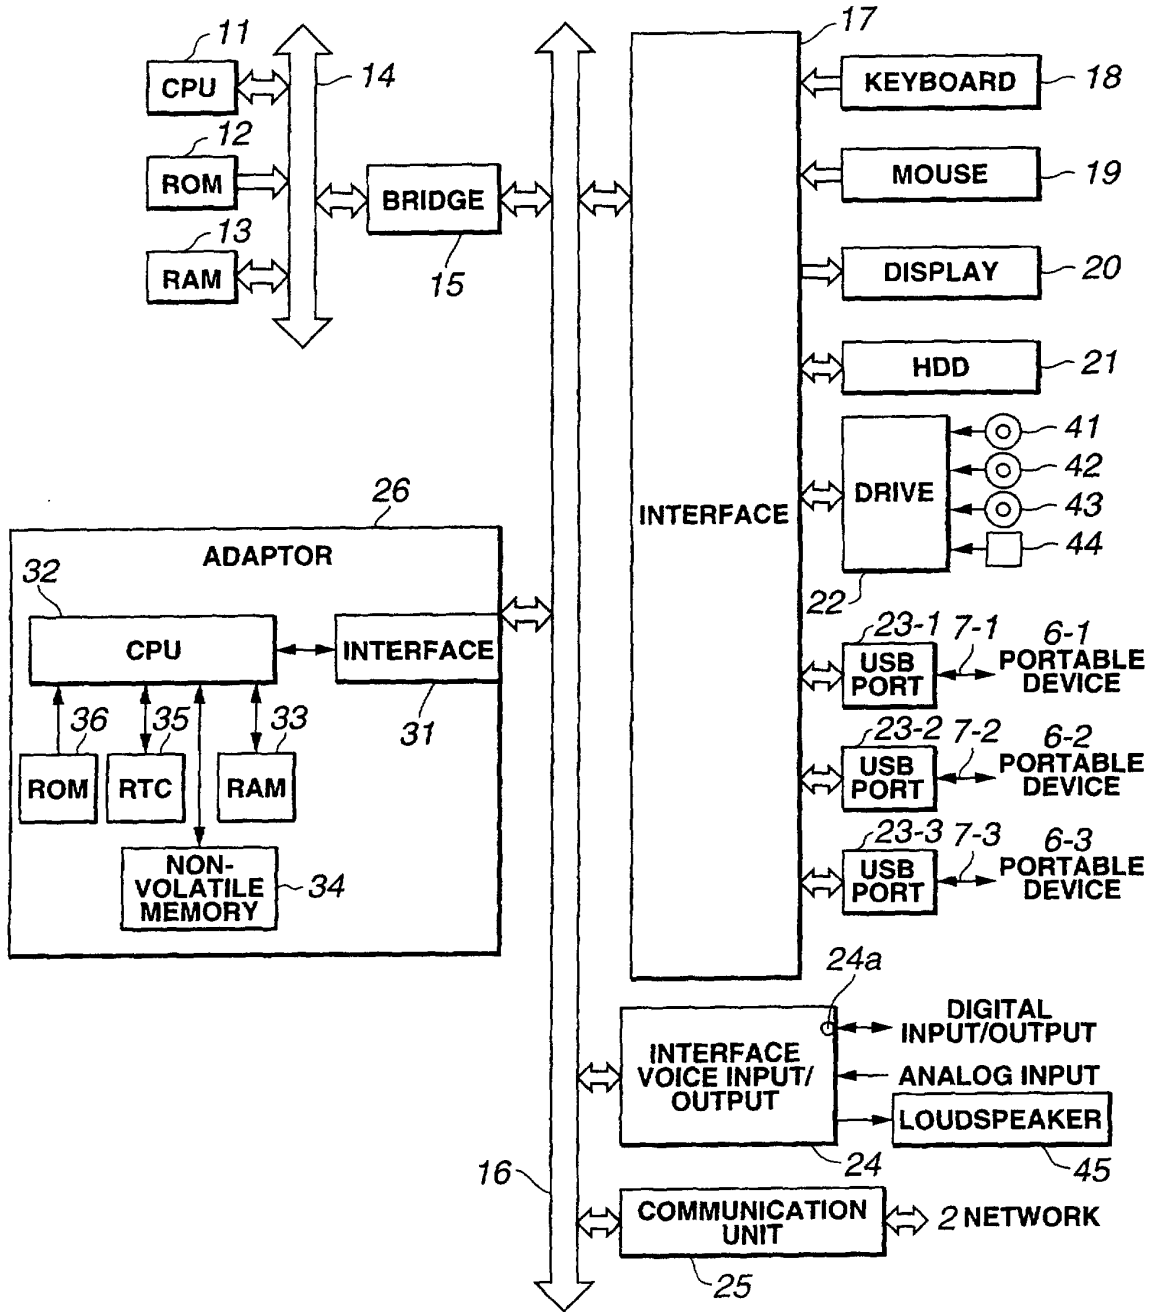 11
CPU
14
12
ROM
BRIDGE
13
RAM
15
17
KEYBOARD
18
MOUSE
19
DISPLAY
20
HDD
21
INTERFACE
DRIVE
41
42
43
44
22
23-1
USB
PORT
7-1
6-1
PORTABLE
DEVICE
23-2
USB
PORT
7-2
6-2
PORTABLE
DEVICE
23-3
USB
PORT
7-3
6-3
PORTABLE
DEVICE
26
ADAPTOR
32
CPU
INTERFACE
31
36
ROM
35
RTC
33
RAM
NON-
VOLATILE
MEMORY
34
24a
DIGITAL
INPUT/OUTPUT
INTERFACE
VOICE INPUT/
OUTPUT
ANALOG INPUT
LOUDSPEAKER
24
45
16
COMMUNICATION
UNIT
2 NETWORK
25